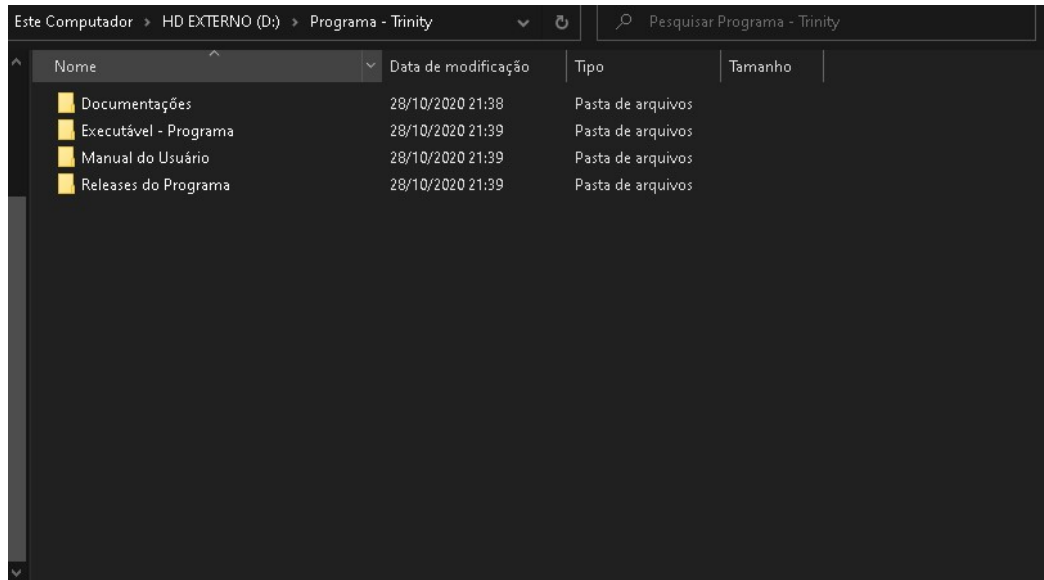 Este Computador > HD EXTERNO (D:) > Programa - Trinity Pesquisar Programa - Trinity
Nome Data de modificação Tipo Tamanho
Documentações 28/10/2020 21:38 Pasta de arquivos
Executável - Programa 28/10/2020 21:39 Pasta de arquivos
Manual do Usuário 28/10/2020 21:39 Pasta de arquivos
Releases do Programa 28/10/2020 21:39 Pasta de arquivos